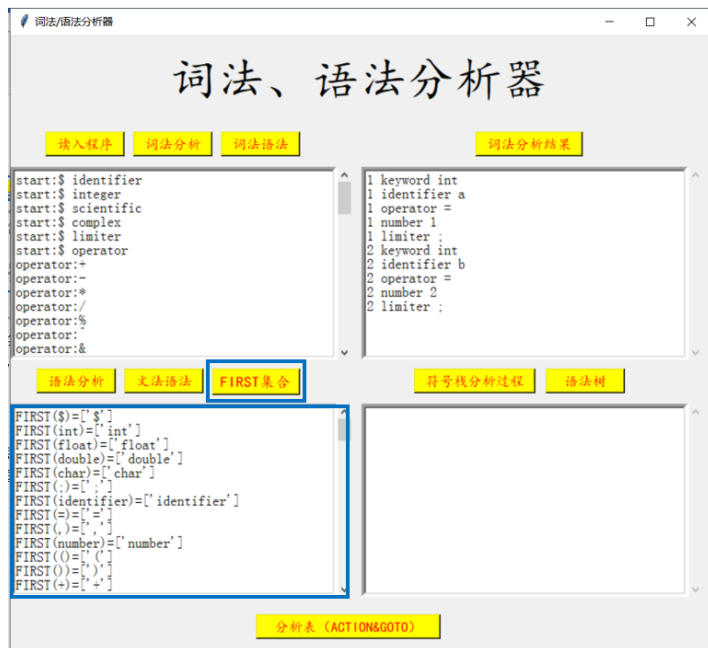 词法/语法分析器
词法、语法分析器
读入程序 词法分析 词法语法 词法分析结果
start:$ identifier
start:$ integer
start:$ scientific
start:$ complex
start:$ limiter
start:$ operator
operator:+
operator:-
operator:*
operator:/
operator:%
operator:^
operator:&
1 keyword int
1 identifier a
1 operator =
1 number 1
1 limiter ;
2 keyword int
2 identifier b
2 operator =
2 number 2
2 limiter ;
语法分析 文法语法 FIRST集合 符号栈分析过程 语法树
FIRST($)=['$']
FIRST(int)=['int']
FIRST(float)=['float']
FIRST(double)=['double']
FIRST(char)=['char']
FIRST(;)=[';']
FIRST(identifier)=['identifier']
FIRST(=)=['=']
FIRST(,)=[',']
FIRST(number)=['number']
FIRST(()=['(']
FIRST())=[')']
FIRST(+)=['+']
分析表（ACTION&GOTO）